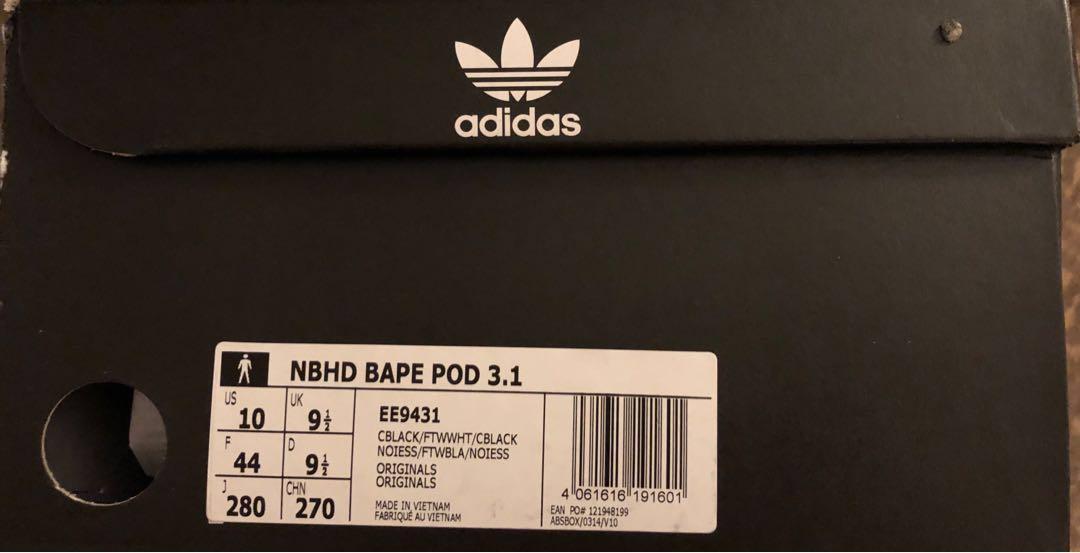 adidas
NBHD BAPE POD 3.1
US 10 UK 9½
F 44 D 9½
J 280 CHN 270
EE9431
CBLACK/FTWWHT/CBLACK
NOIESS/FTWBLA/NOIESS
ORIGINALS
ORIGINALS
MADE IN VIETNAM
FABRIQUÉ AU VIETNAM
4 061616 191601
EAN PO# 121948199
ABSBOX/0314/V10